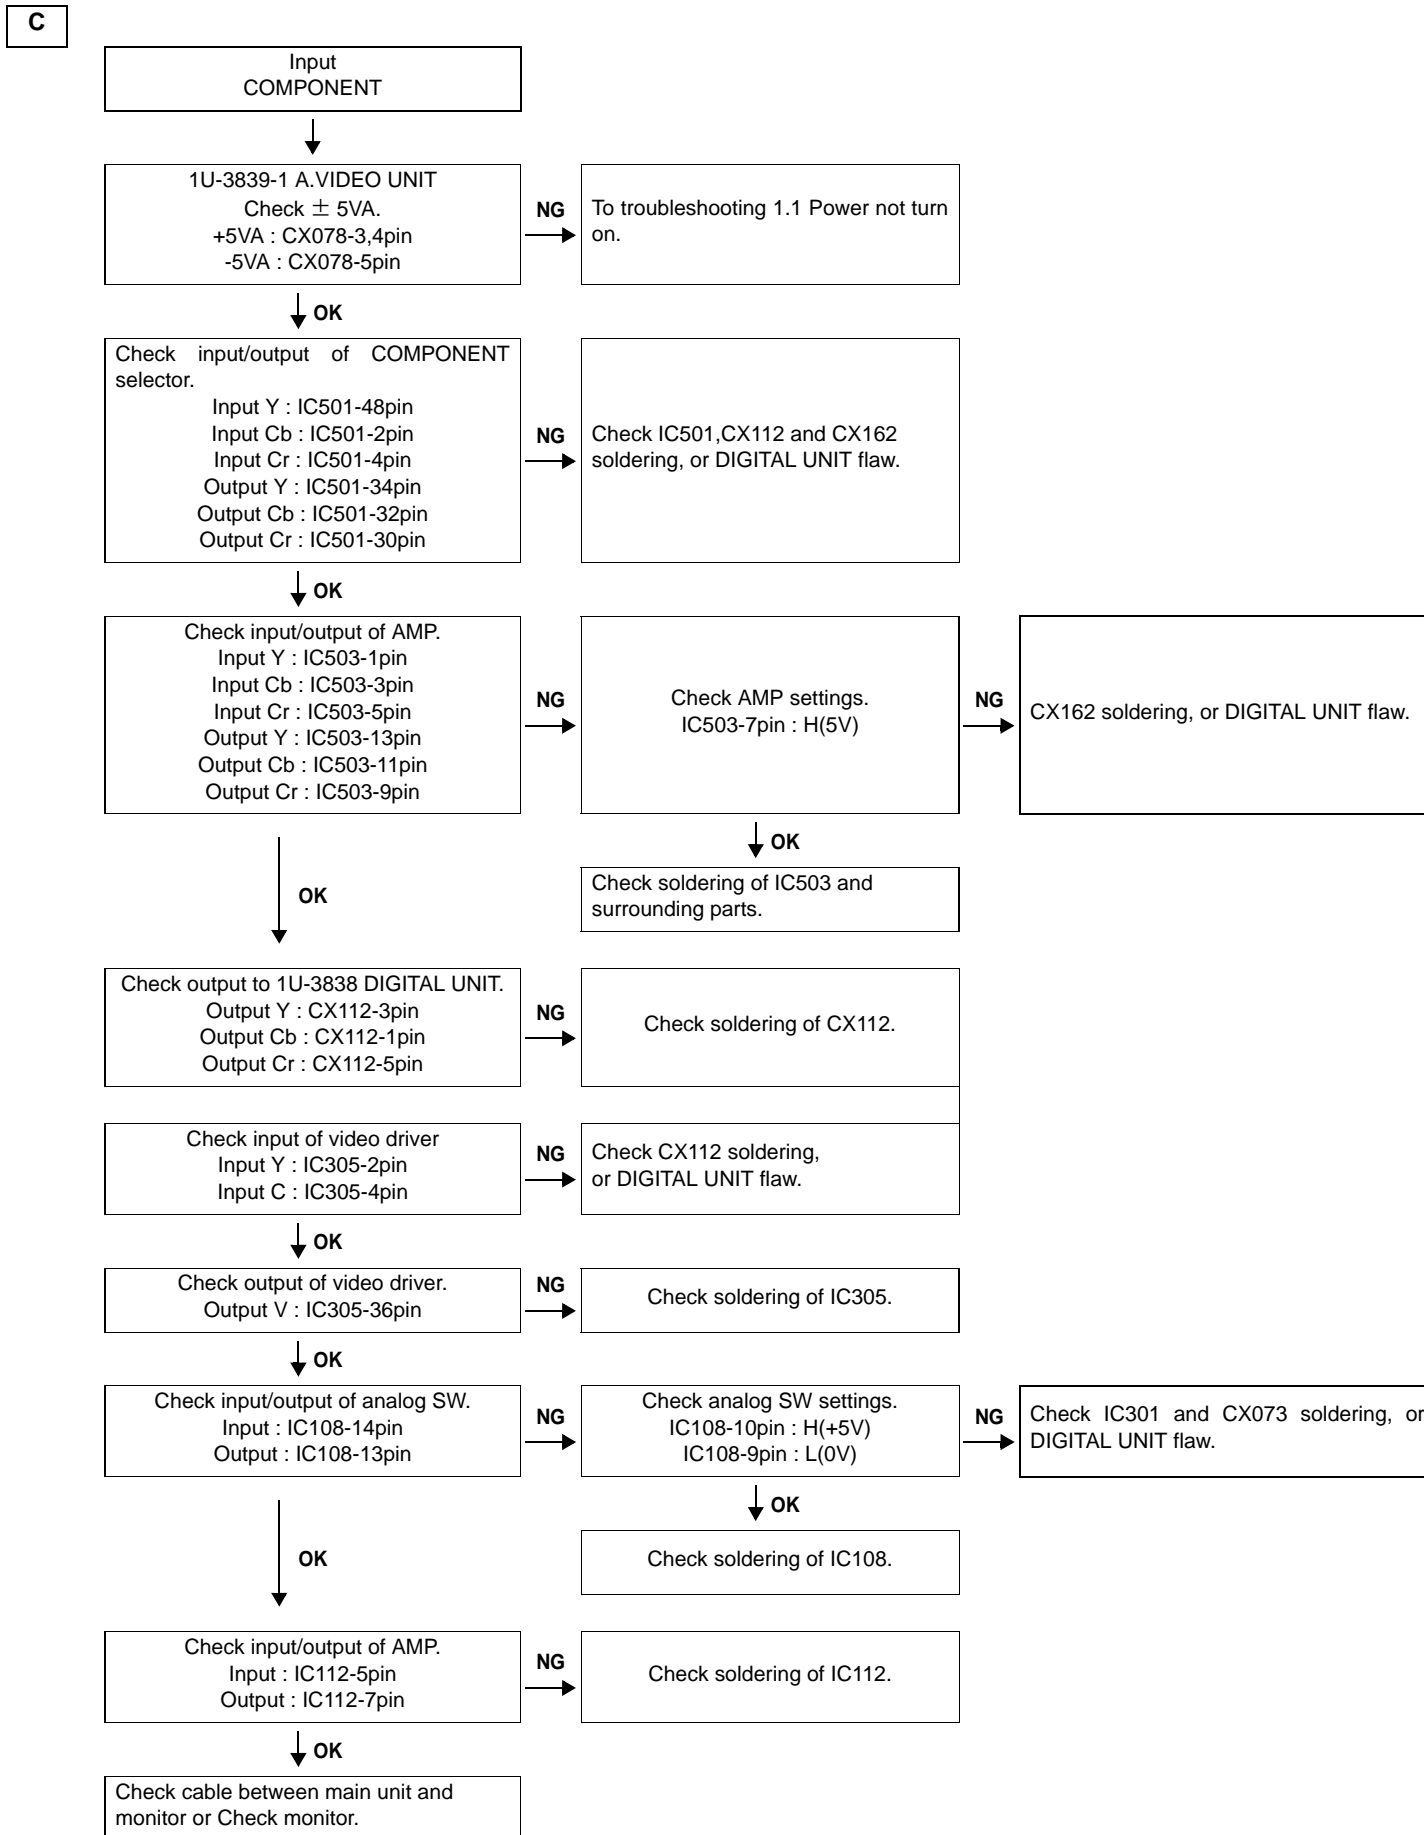 C
Input
COMPONENT
1U-3839-1 A.VIDEO UNIT
Check ± 5VA.
+5VA : CX078-3,4pin
-5VA : CX078-5pin
NG
To troubleshooting 1.1 Power not turn
on.
OK
Check input/output of COMPONENT
selector.
Input Y : IC501-48pin
Input Cb : IC501-2pin
Input Cr : IC501-4pin
Output Y : IC501-34pin
Output Cb : IC501-32pin
Output Cr : IC501-30pin
NG
Check IC501,CX112 and CX162
soldering, or DIGITAL UNIT flaw.
OK
Check input/output of AMP.
Input Y : IC503-1pin
Input Cb : IC503-3pin
Input Cr : IC503-5pin
Output Y : IC503-13pin
Output Cb : IC503-11pin
Output Cr : IC503-9pin
NG
Check AMP settings.
IC503-7pin : H(5V)
NG
CX162 soldering, or DIGITAL UNIT flaw.
OK
Check soldering of IC503 and
surrounding parts.
OK
Check output to 1U-3838 DIGITAL UNIT.
Output Y : CX112-3pin
Output Cb : CX112-1pin
Output Cr : CX112-5pin
NG
Check soldering of CX112.
Check input of video driver
Input Y : IC305-2pin
Input C : IC305-4pin
NG
Check CX112 soldering,
or DIGITAL UNIT flaw.
OK
Check output of video driver.
Output V : IC305-36pin
NG
Check soldering of IC305.
OK
Check input/output of analog SW.
Input : IC108-14pin
Output : IC108-13pin
NG
Check analog SW settings.
IC108-10pin : H(+5V)
IC108-9pin : L(0V)
NG
Check IC301 and CX073 soldering, or
DIGITAL UNIT flaw.
OK
Check soldering of IC108.
OK
Check input/output of AMP.
Input : IC112-5pin
Output : IC112-7pin
NG
Check soldering of IC112.
OK
Check cable between main unit and
monitor or Check monitor.